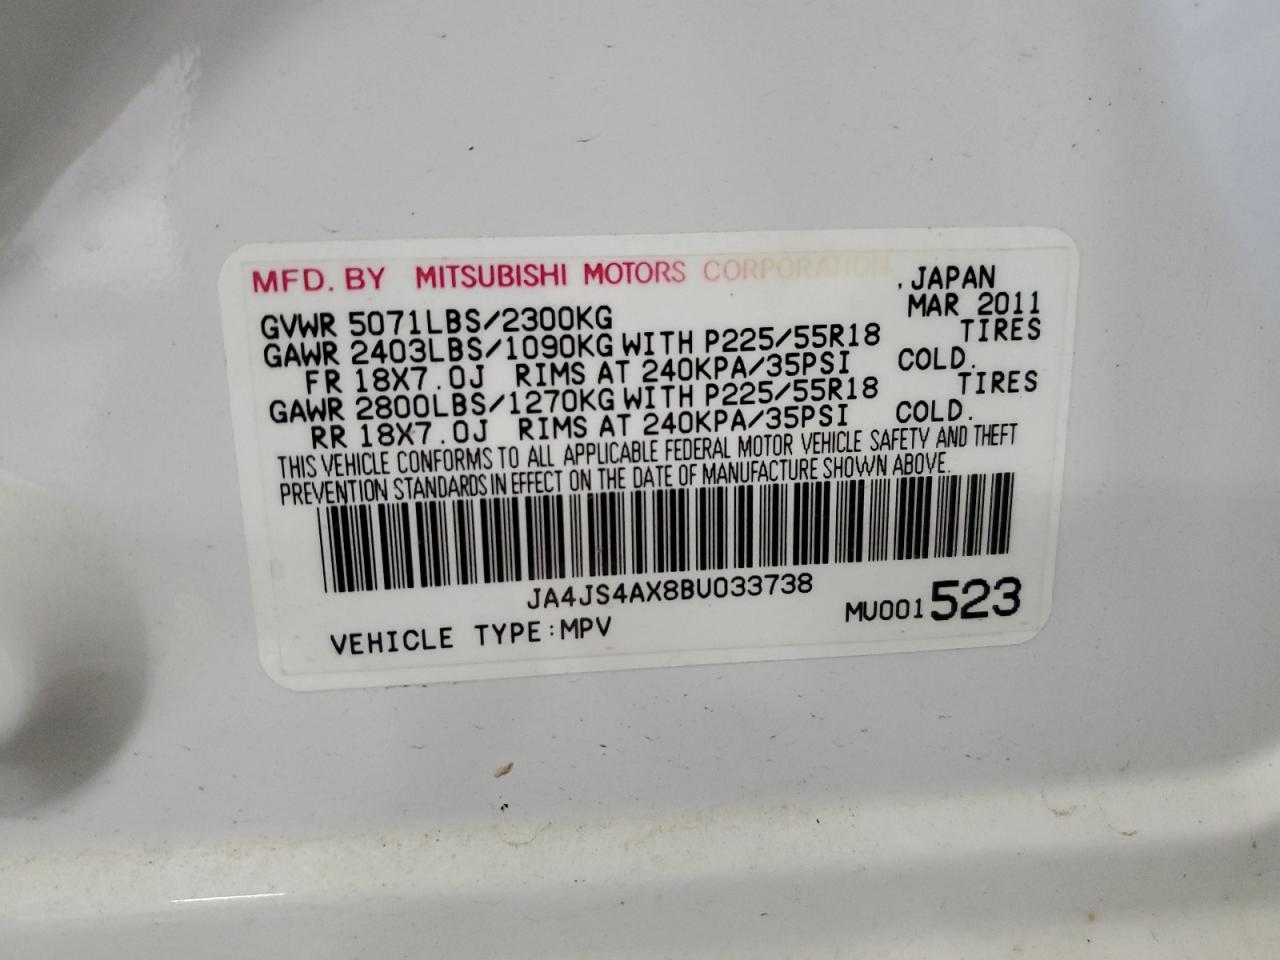 MFD. BY MITSUBISHI MOTORS CORPORATION , JAPAN
GVWR 5071LBS/2300KG MAR 2011
GAWR 2403LBS/1090KG WITH P225/55R18 TIRES
FR 18X7.0J RIMS AT 240KPA/35PSI COLD.
GAWR 2800LBS/1270KG WITH P225/55R18 TIRES
RR 18X7.0J RIMS AT 240KPA/35PSI COLD.
THIS VEHICLE CONFORMS TO ALL APPLICABLE FEDERAL MOTOR VEHICLE SAFETY AND THEFT
PREVENTION STANDARDS IN EFFECT ON THE DATE OF MANUFACTURE SHOWN ABOVE.
JA4JS4AX8BU033738
VEHICLE TYPE:MPV MU001523